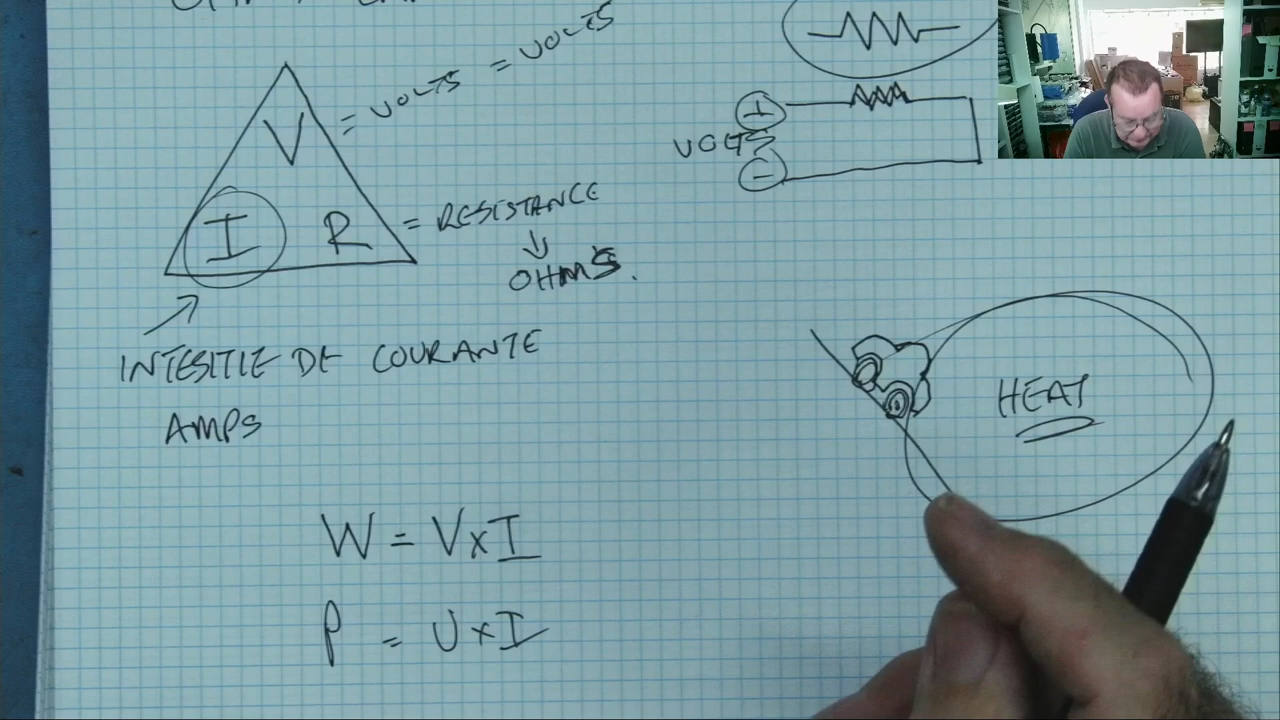 V = VOLTS = VOLTS
I R = RESISTANCE
OHMS.
INTESITIE DE COURANTE
AMPS
W = V x I
P = U x I
+
VOLTS
-
HEAT